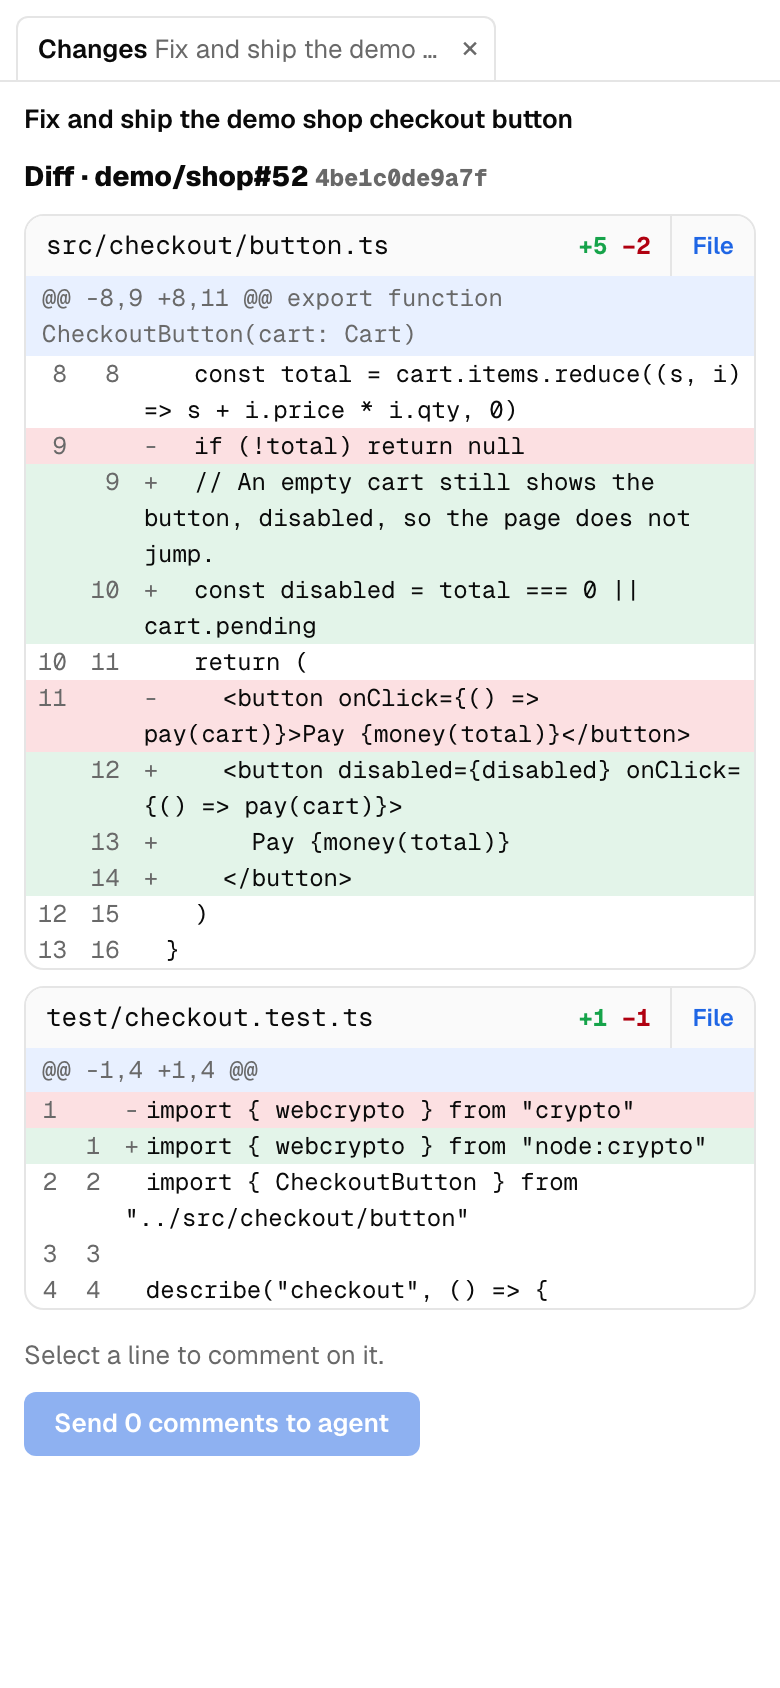 Changes Fix and ship the demo … ×
Fix and ship the demo shop checkout button
Diff · demo/shop#52 4be1c0de9a7f
src/checkout/button.ts +5 −2 File
@@ -8,9 +8,11 @@ export function
CheckoutButton(cart: Cart)
8 8 const total = cart.items.reduce((s, i)
=> s + i.price * i.qty, 0)
9 - if (!total) return null
9 + // An empty cart still shows the
button, disabled, so the page does not
jump.
10 + const disabled = total === 0 ||
cart.pending
10 11 return (
11 - <button onClick={() =>
pay(cart)}>Pay {money(total)}</button>
12 + <button disabled={disabled} onClick=
{() => pay(cart)}>
13 + Pay {money(total)}
14 + </button>
12 15 )
13 16 }
test/checkout.test.ts +1 −1 File
@@ -1,4 +1,4 @@
1 - import { webcrypto } from "crypto"
1 + import { webcrypto } from "node:crypto"
2 2 import { CheckoutButton } from
"../src/checkout/button"
3 3
4 4 describe("checkout", () => {
Select a line to comment on it.
Send 0 comments to agent